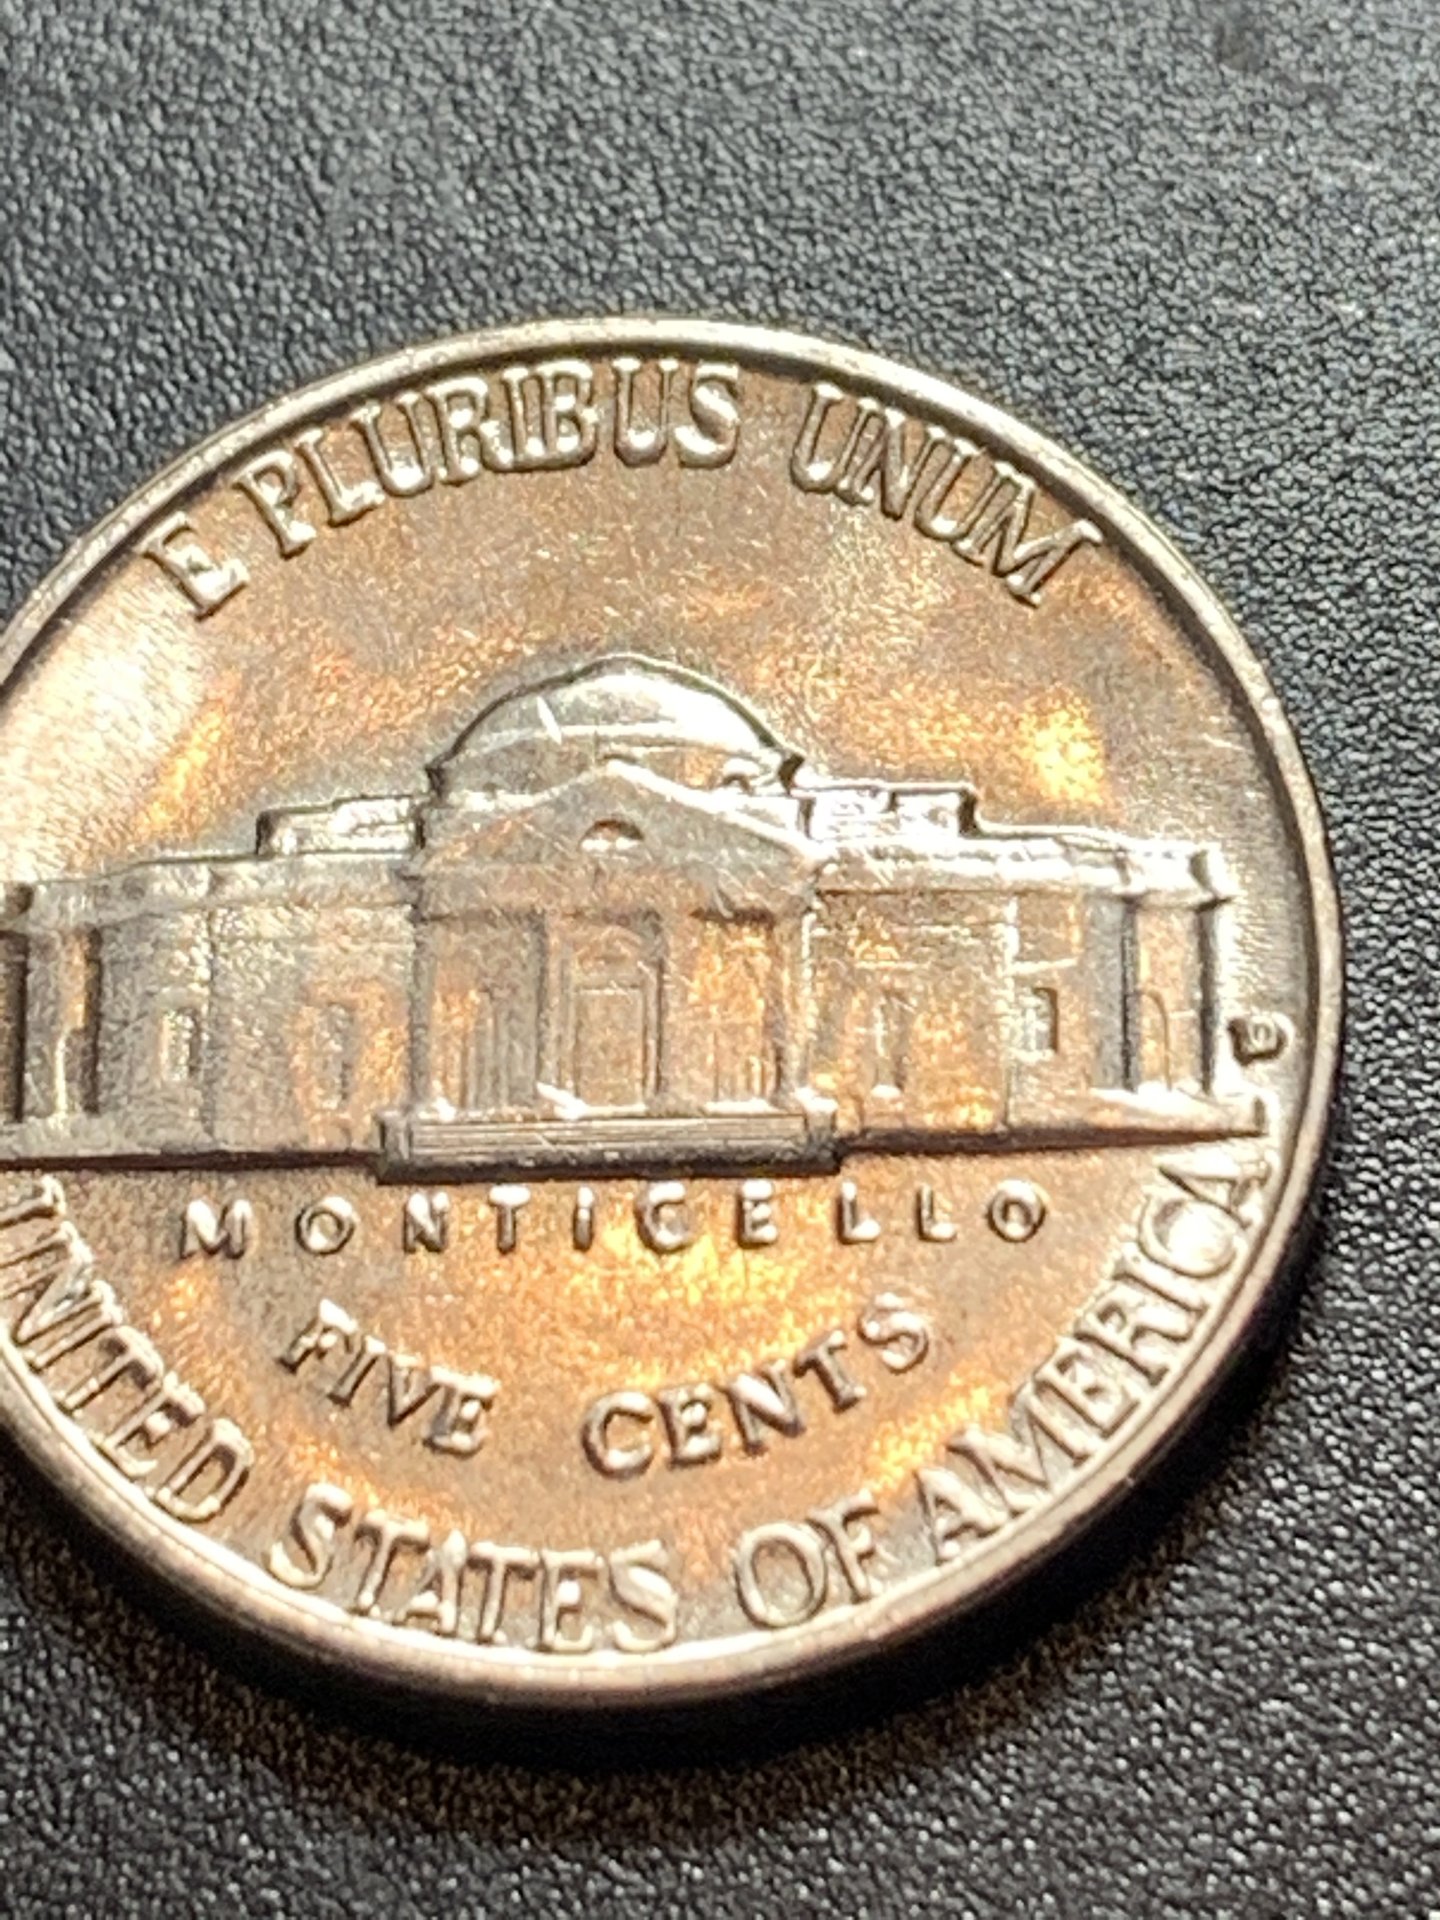 E PLURIBUS UNUM
D
MONTICELLO
FIVE CENTS
UNITED STATES OF AMERICA